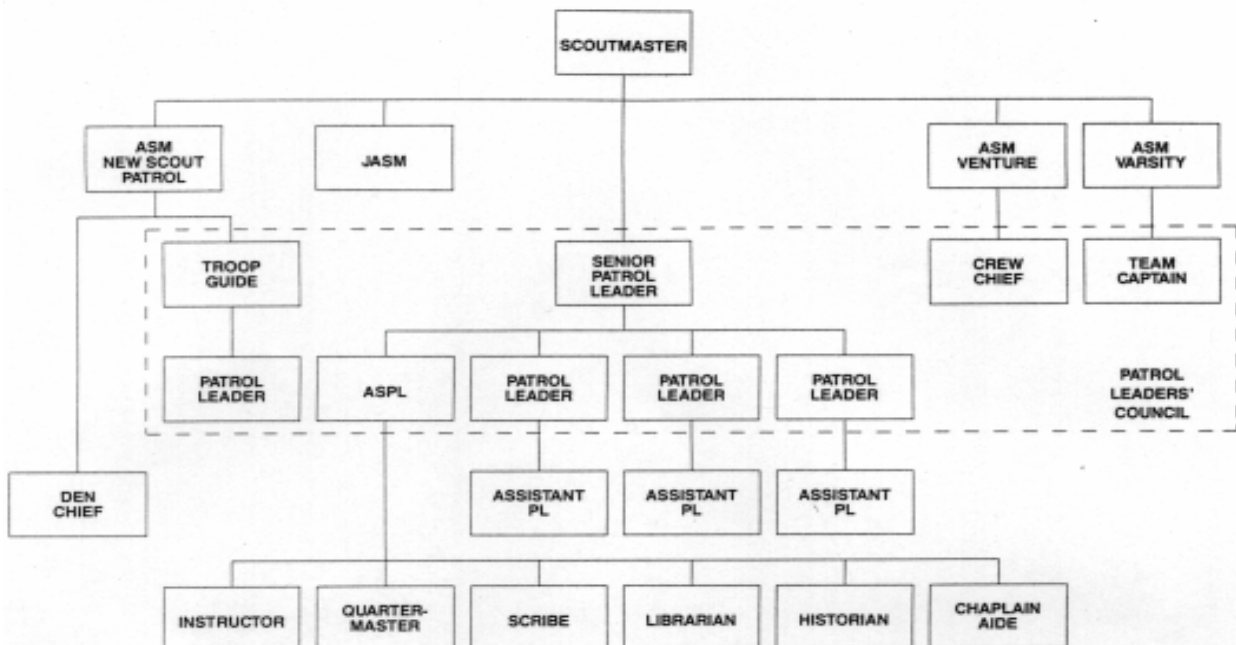 SCOUTMASTER
ASM
NEW SCOUT
PATROL
JASM
ASM
VENTURE
ASM
VARSITY
TROOP
GUIDE
SENIOR
PATROL
LEADER
CREW
CHIEF
TEAM
CAPTAIN
PATROL
LEADER
ASPL
PATROL
LEADER
PATROL
LEADER
PATROL
LEADER
PATROL
LEADERS'
COUNCIL
DEN
CHIEF
ASSISTANT
PL
ASSISTANT
PL
ASSISTANT
PL
INSTRUCTOR
QUARTER-
MASTER
SCRIBE
LIBRARIAN
HISTORIAN
CHAPLAIN
AIDE